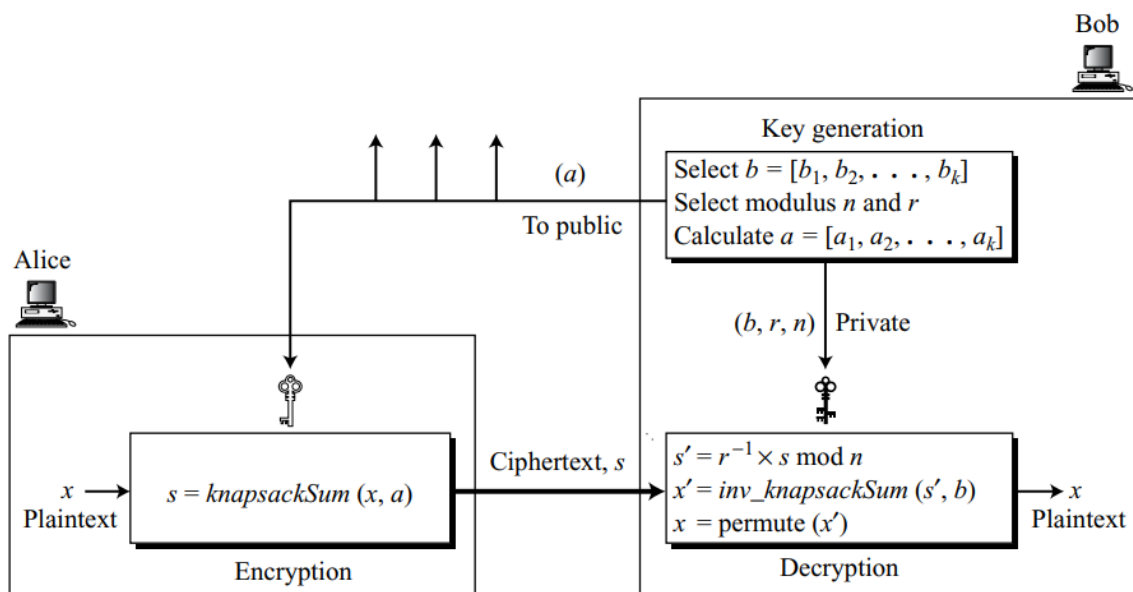 Bob
Key generation
Select b = [b₁, b₂, . . . , bₖ]
Select modulus n and r
Calculate a = [a₁, a₂, . . . , aₖ]
(a)
To public
Alice
(b, r, n) Private
x
Plaintext
s = knapsackSum (x, a)
Encryption
Ciphertext, s
s′ = r⁻¹ × s mod n
x′ = inv_knapsackSum (s′, b)
x = permute (x′)
Decryption
x
Plaintext